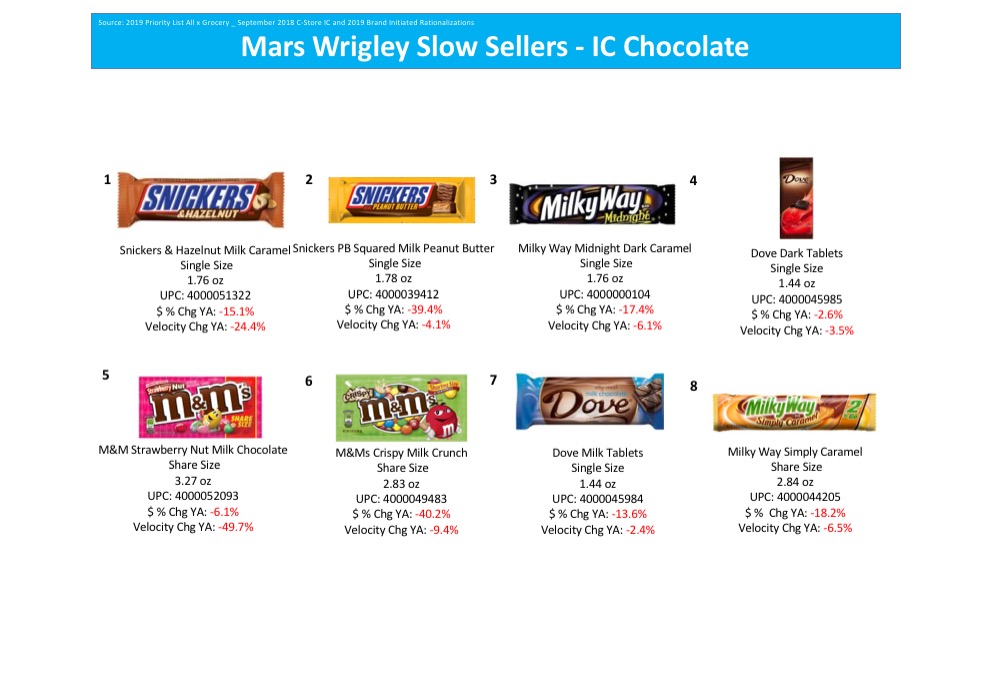 Source: 2019 Priority List All x Grocery _ September 2018 C-Store IC and 2019 Brand Initiated Rationalizations
Mars Wrigley Slow Sellers - IC Chocolate
1
SNICKERS
& HAZELNUT
Snickers & Hazelnut Milk Caramel
Single Size
1.76 oz
UPC: 4000051322
$ % Chg YA: -15.1%
Velocity Chg YA: -24.4%
2
SNICKERS
PEANUT BUTTER
Snickers PB Squared Milk Peanut Butter
Single Size
1.78 oz
UPC: 4000039412
$ % Chg YA: -39.4%
Velocity Chg YA: -4.1%
3
MilkyWay
Midnight
Milky Way Midnight Dark Caramel
Single Size
1.76 oz
UPC: 4000000104
$ % Chg YA: -17.4%
Velocity Chg YA: -6.1%
4
Dove
Dove Dark Tablets
Single Size
1.44 oz
UPC: 4000045985
$ % Chg YA: -2.6%
Velocity Chg YA: -3.5%
5
Strawberry Nut
m&m's
SHARE
SIZE
M&M Strawberry Nut Milk Chocolate
Share Size
3.27 oz
UPC: 4000052093
$ % Chg YA: -6.1%
Velocity Chg YA: -49.7%
6
CRISPY
Sharing Size
m&m's
M&Ms Crispy Milk Crunch
Share Size
2.83 oz
UPC: 4000049483
$ % Chg YA: -40.2%
Velocity Chg YA: -9.4%
7
milk chocolate
Dove
Dove Milk Tablets
Single Size
1.44 oz
UPC: 4000045984
$ % Chg YA: -13.6%
Velocity Chg YA: -2.4%
8
MilkyWay
Simply Caramel
2
Milky Way Simply Caramel
Share Size
2.84 oz
UPC: 4000044205
$ %  Chg YA: -18.2%
Velocity Chg YA: -6.5%